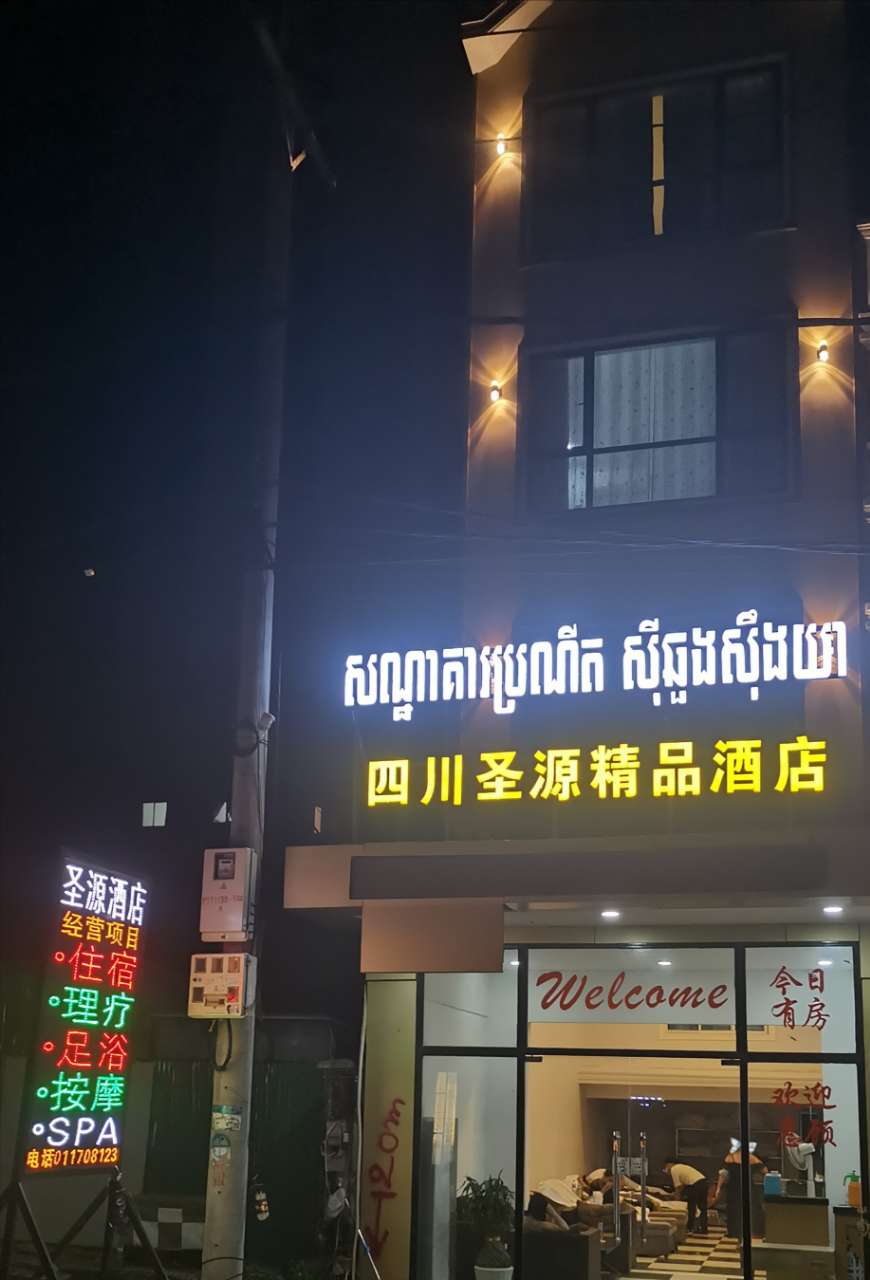 សណ្ឋាគារប្រណីត ស៊ីឆួងស៊ឹងយា
四川圣源精品酒店
圣源酒店
经营项目
·住宿
·理疗
·足浴
·按摩
·SPA
电话011708123
Welcome
今日
有房
欢迎
惠顾
←120m